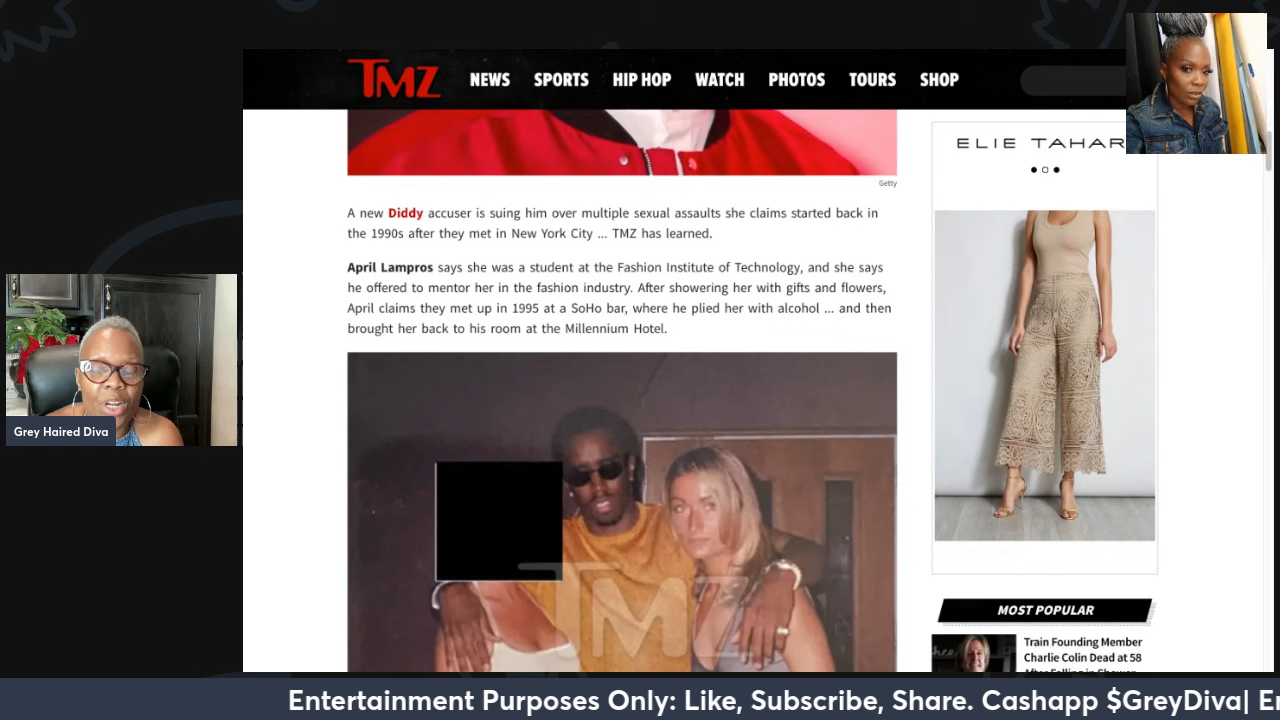 TMZ
NEWS SPORTS HIP HOP WATCH PHOTOS TOURS SHOP
ELIE TAHAR
Getty
A new Diddy accuser is suing him over multiple sexual assaults she claims started back in
the 1990s after they met in New York City ... TMZ has learned.
April Lampros says she was a student at the Fashion Institute of Technology, and she says
he offered to mentor her in the fashion industry. After showering her with gifts and flowers,
April claims they met up in 1995 at a SoHo bar, where he plied her with alcohol ... and then
brought her back to his room at the Millennium Hotel.
Grey Haired Diva
TMZ
MOST POPULAR
Train Founding Member
Charlie Colin Dead at 58
After Falling in Shower
Entertainment Purposes Only: Like, Subscribe, Share. Cashapp $GreyDiva|